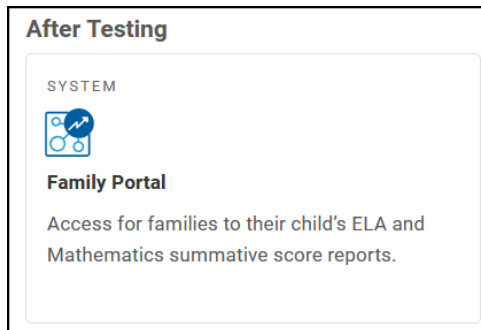 After Testing
SYSTEM
Family Portal
Access for families to their child’s ELA and
Mathematics summative score reports.